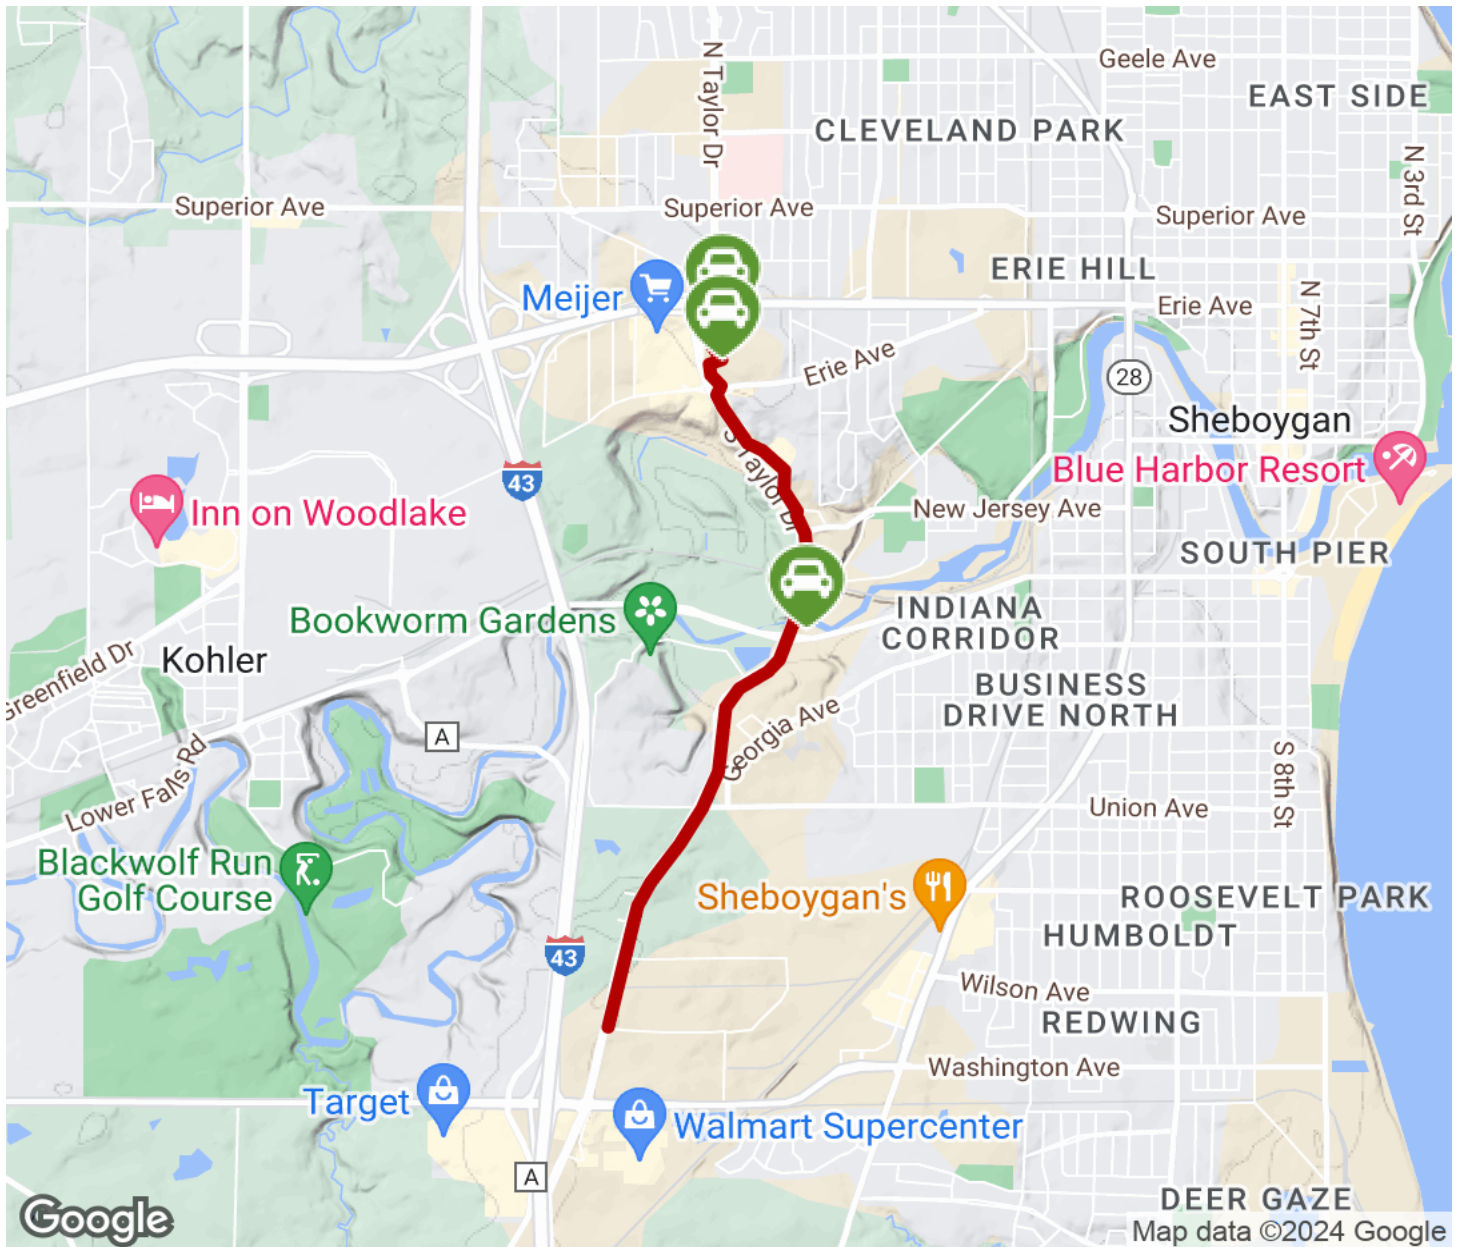 Geele Ave
N Taylor Dr
EAST SIDE
CLEVELAND PARK
N 3rd St
Superior Ave
Superior Ave
Superior Ave
ERIE HILL
Meijer
Erie Ave
N 7th St
Erie Ave
28
Sheboygan
S Taylor Dr
Blue Harbor Resort
43
Inn on Woodlake
New Jersey Ave
SOUTH PIER
INDIANA
CORRIDOR
Bookworm Gardens
Greenfield Dr
Kohler
BUSINESS
DRIVE NORTH
Georgia Ave
A
Lower Falls Rd
S 8th St
Union Ave
Blackwolf Run
Golf Course
Sheboygan's
ROOSEVELT PARK
HUMBOLDT
43
Wilson Ave
REDWING
Washington Ave
Target
Walmart Supercenter
A
DEER GAZE
Google
Map data ©2024 Google